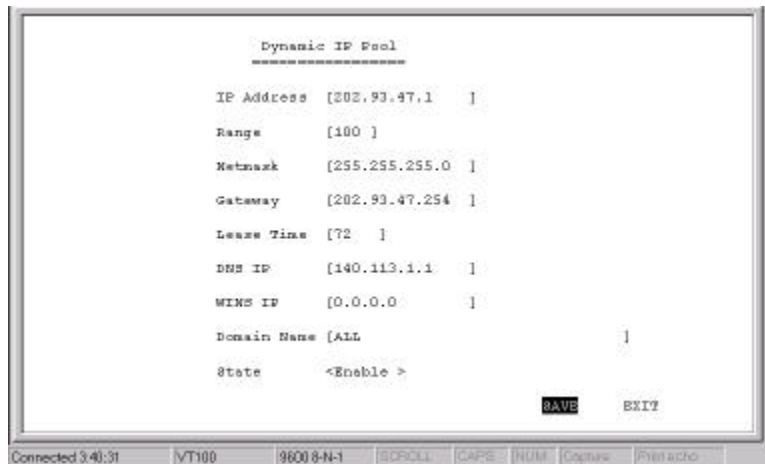 Dynamic IP Pool
==================
IP Address [202.93.47.1 ]
Range [100 ]
Netmask [255.255.255.0 ]
Gateway [202.93.47.254 ]
Lease Time [72 ]
DNS IP [140.113.1.1 ]
WINS IP [0.0.0.0 ]
Domain Name [ALL ]
State <Enable >
SAVE EXIT
Connected 3:40:31 VT100 9600 8-N-1 SCROLL CAPS NUM Capture Print echo